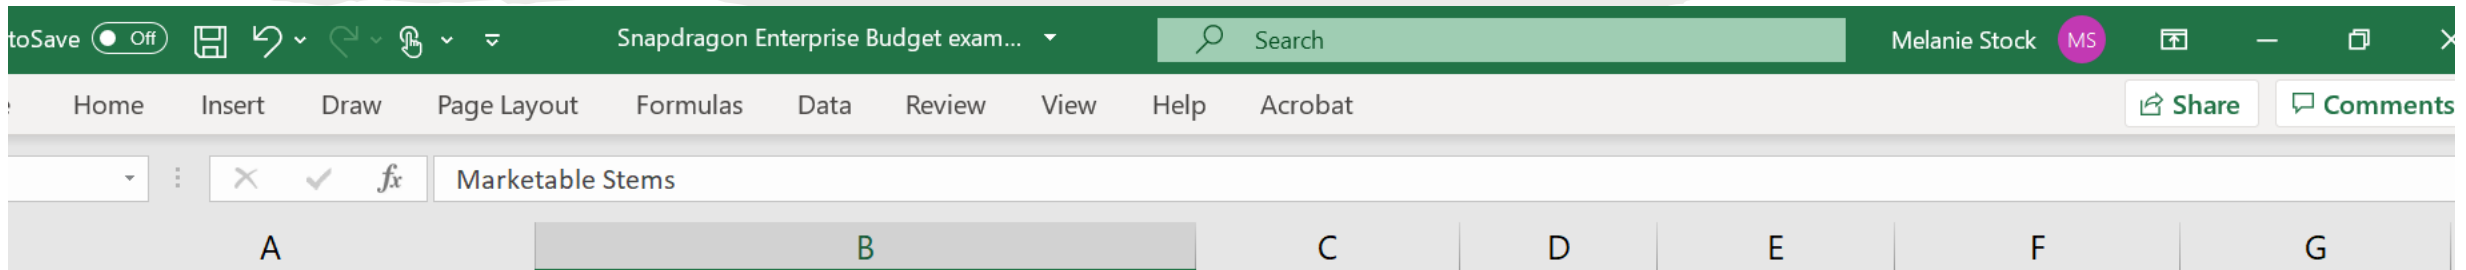 toSave Off Snapdragon Enterprise Budget exam... Search Melanie Stock MS
Home Insert Draw Page Layout Formulas Data Review View Help Acrobat Share Comments
fx Marketable Stems
A B C D E F G